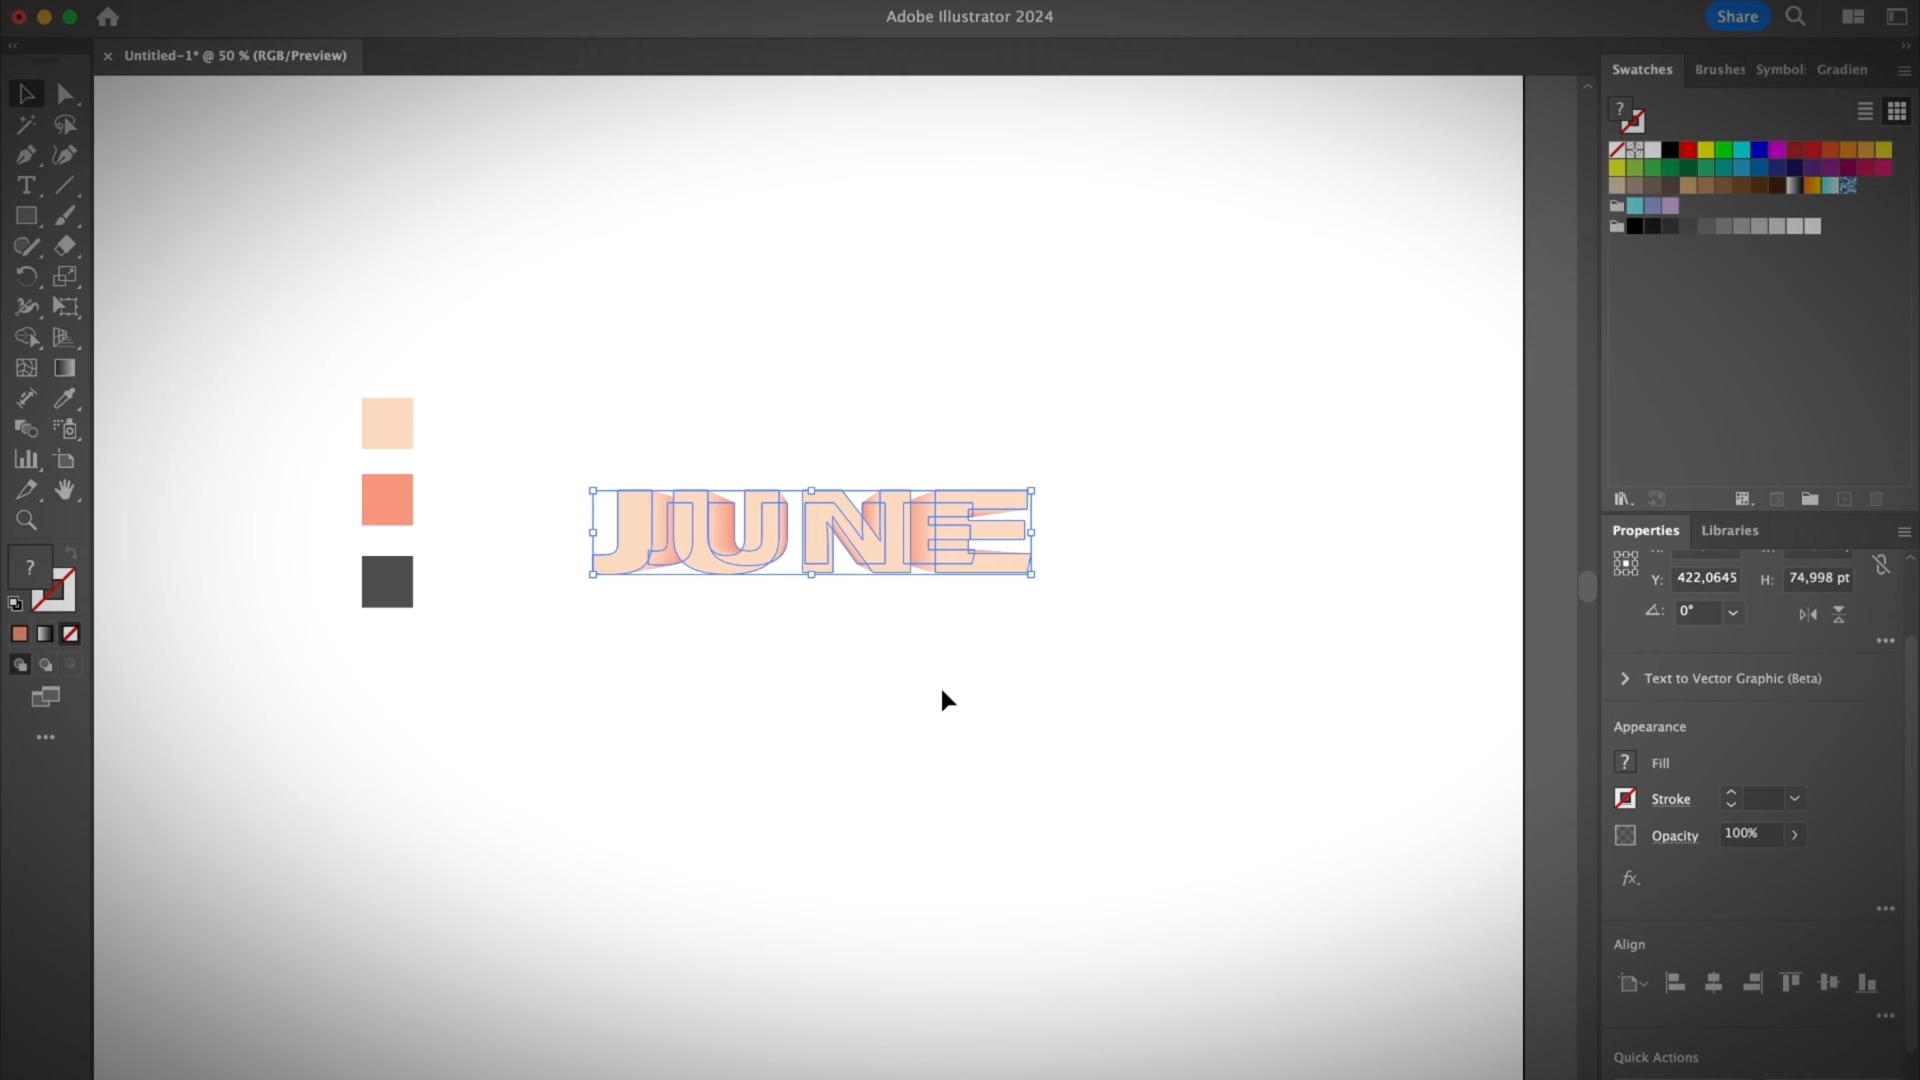 Adobe Illustrator 2024
Share
Untitled-1* @ 50 % (RGB/Preview)
Swatches Brushes Symbol: Gradien
JUNE
Properties Libraries
Y: 422,0645 H: 74,998 pt
0°
Text to Vector Graphic (Beta)
Appearance
? Fill
Stroke
Opacity 100%
fx.
Align
Quick Actions